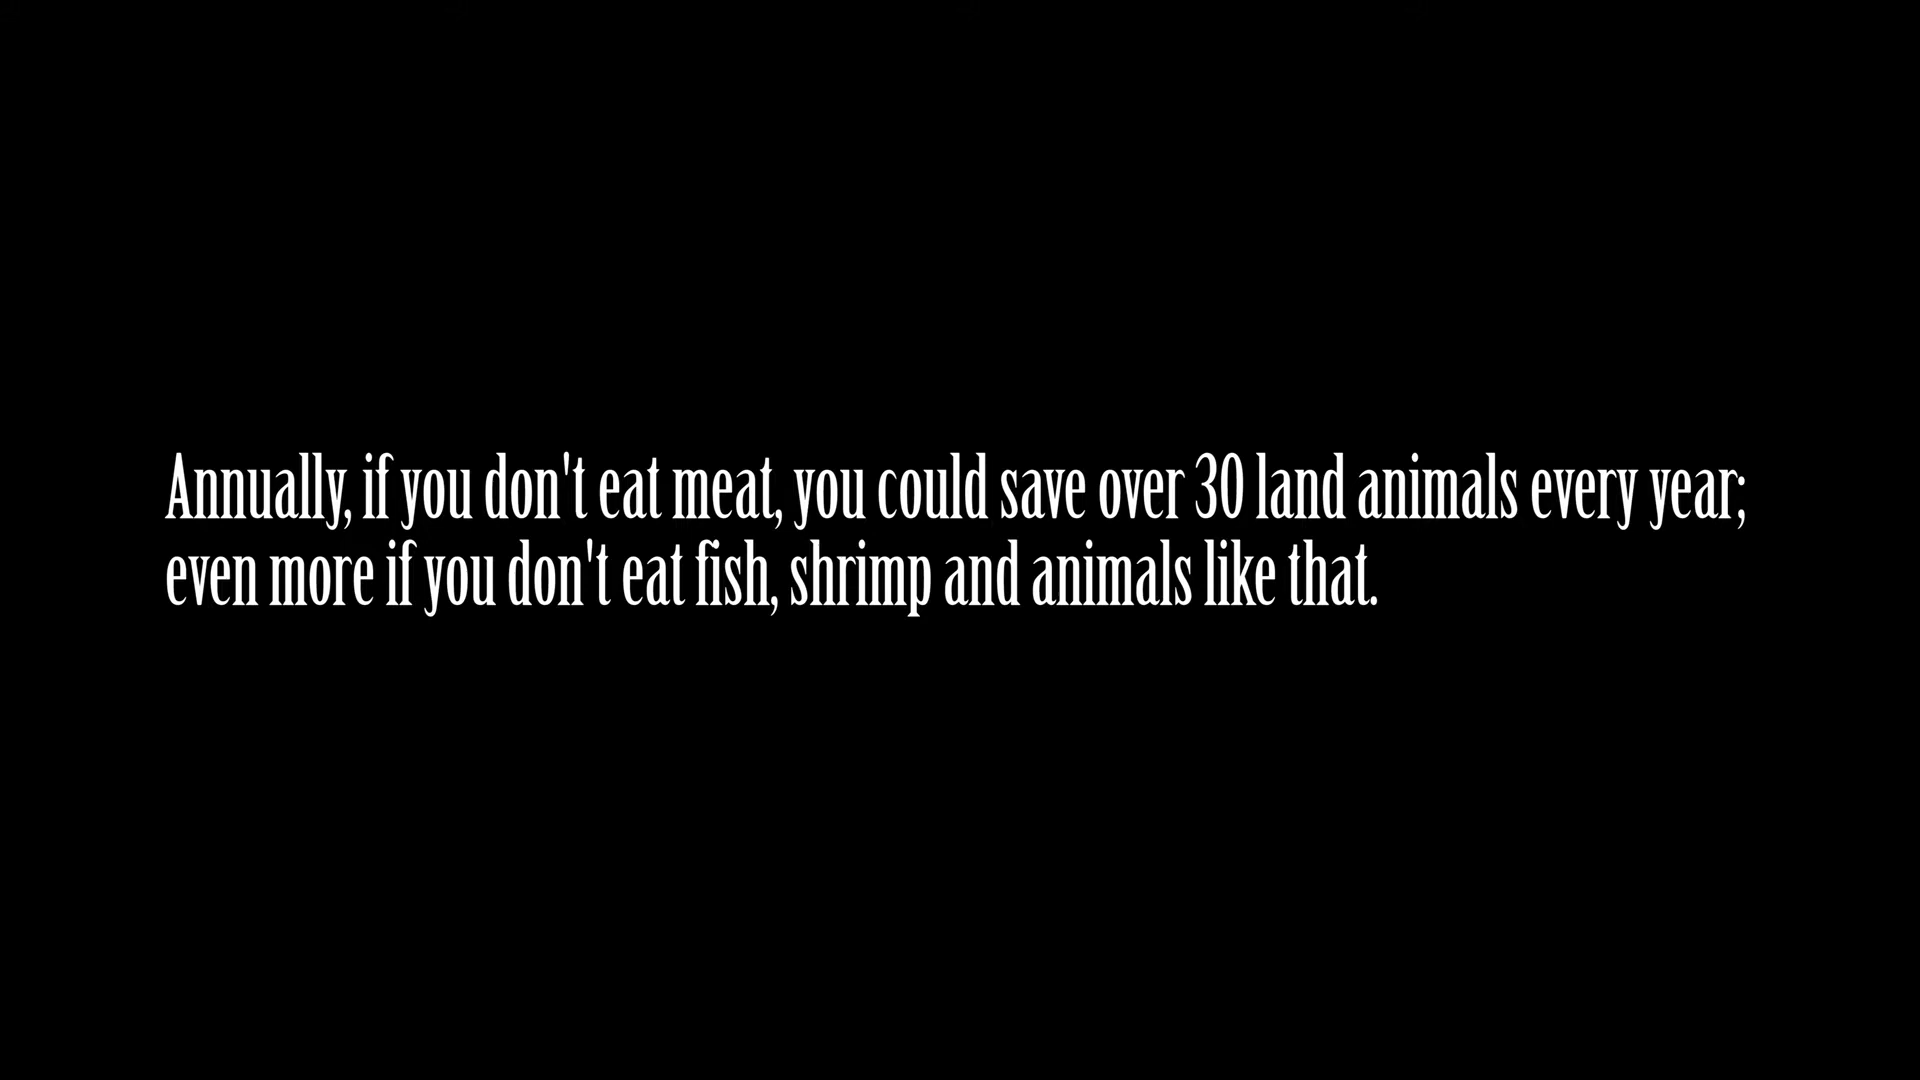 Annually, if you don't eat meat, you could save over 30 land animals every year;
even more if you don't eat fish, shrimp and animals like that.